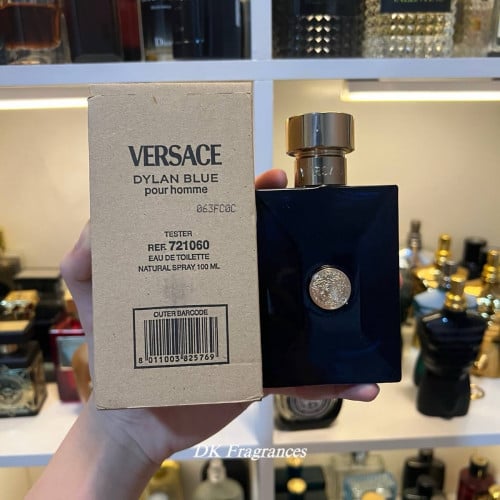 VERSACE
DYLAN BLUE
pour homme
063FC0C
TESTER
REF. 721060
EAU DE TOILETTE
NATURAL SPRAY 100 ML
OUTER BARCODE
8 011003 825769
DK Fragrances